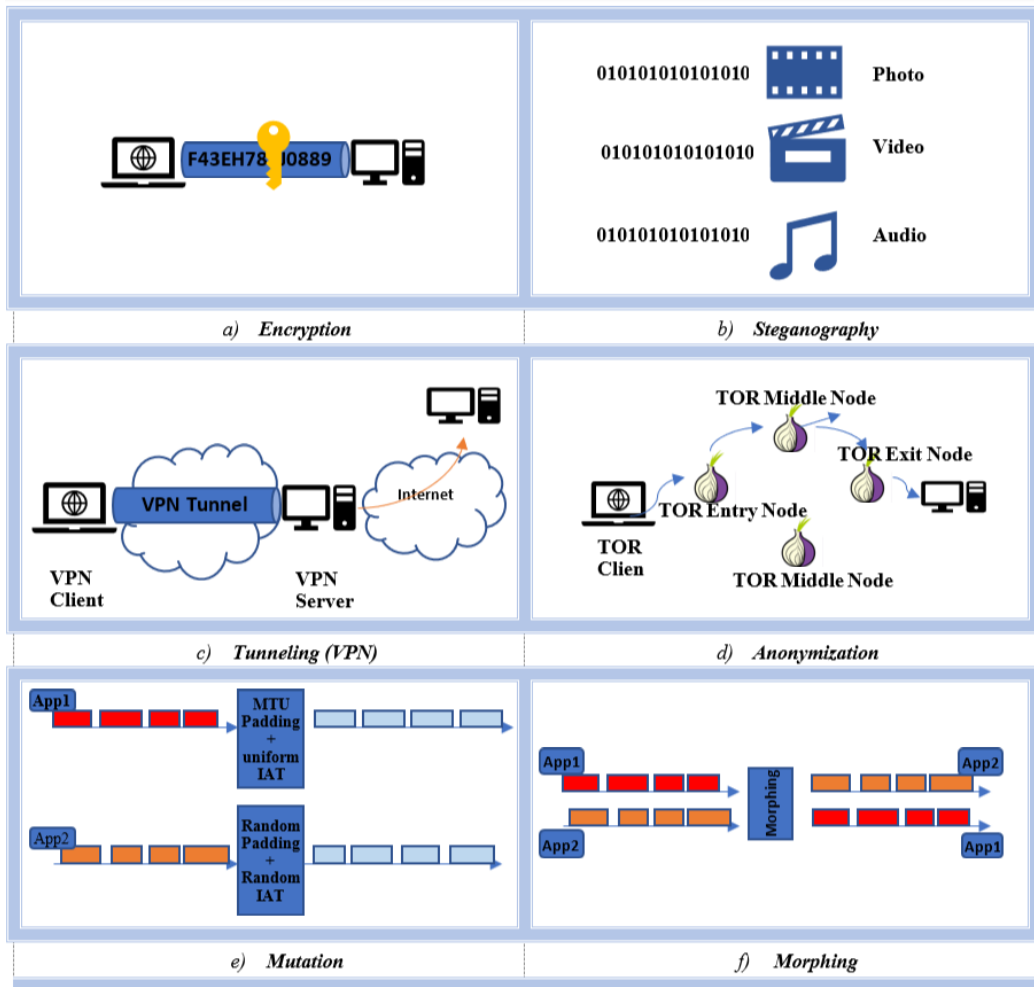 F43EH78 J0889
a) Encryption
010101010101010 Photo
010101010101010 Video
010101010101010 Audio
b) Steganography
VPN Tunnel
Internet
VPN
Client
VPN
Server
c) Tunneling (VPN)
TOR Middle Node
TOR Exit Node
TOR Entry Node
TOR
Clien
TOR Middle Node
d) Anonymization
App1
MTU
Padding
+
uniform
IAT
App2
Random
Padding
+
Random
IAT
e) Mutation
App1
App2
Morphing
App2
App1
f) Morphing